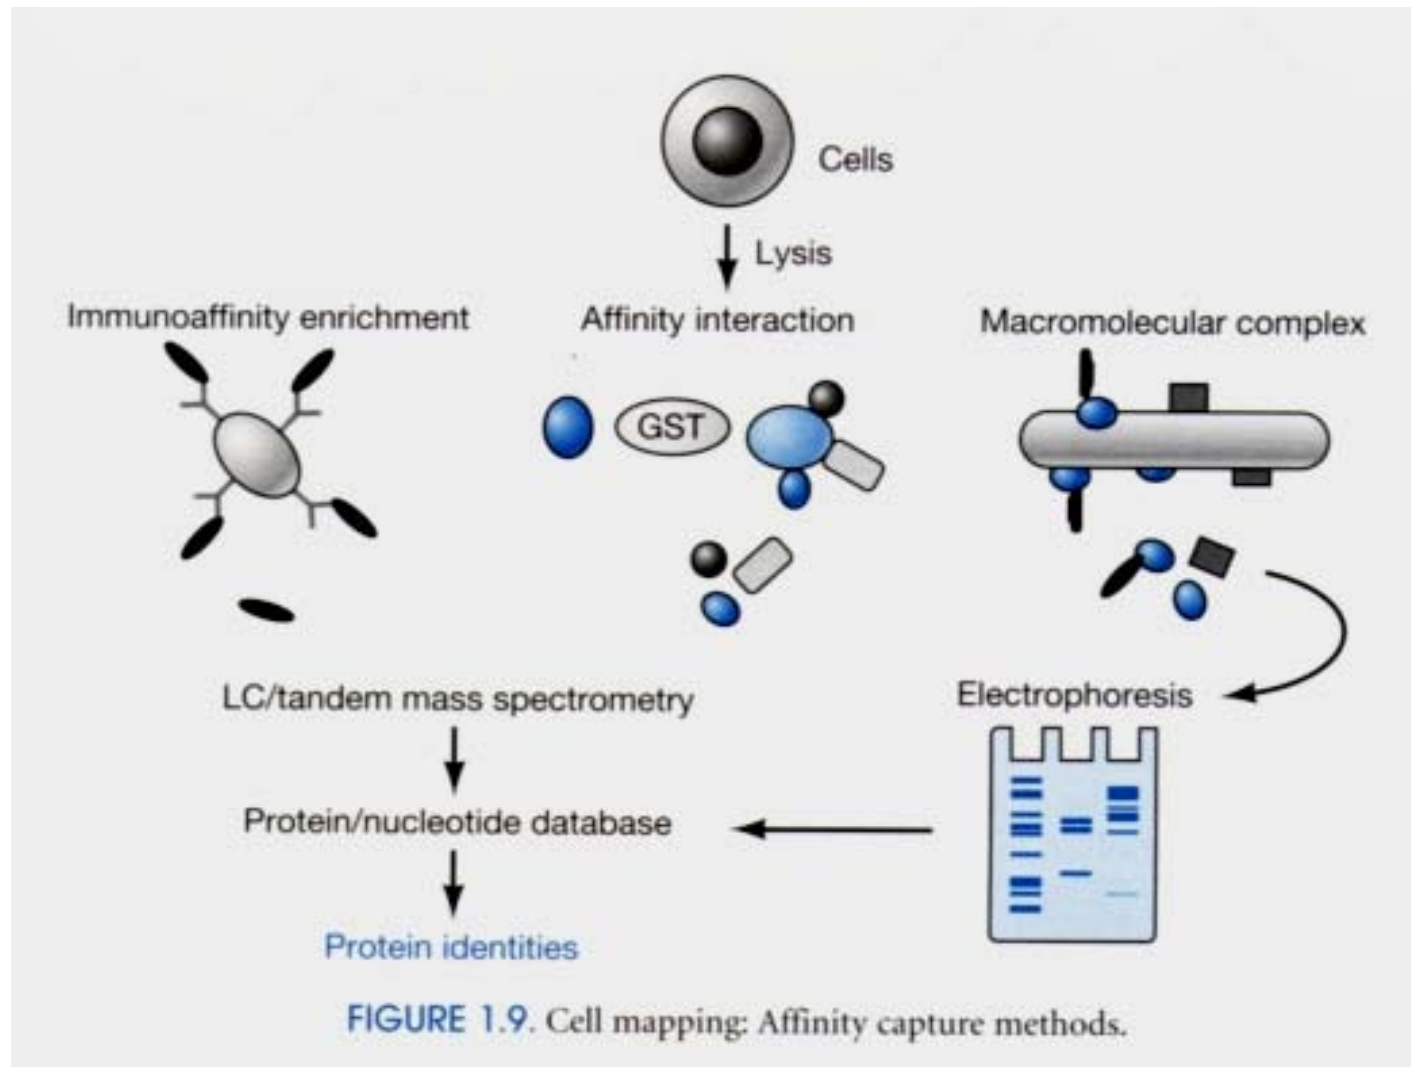 Cells
Lysis
Immunoaffinity enrichment
Affinity interaction
Macromolecular complex
GST
LC/tandem mass spectrometry
Electrophoresis
Protein/nucleotide database
Protein identities
FIGURE 1.9. Cell mapping: Affinity capture methods.